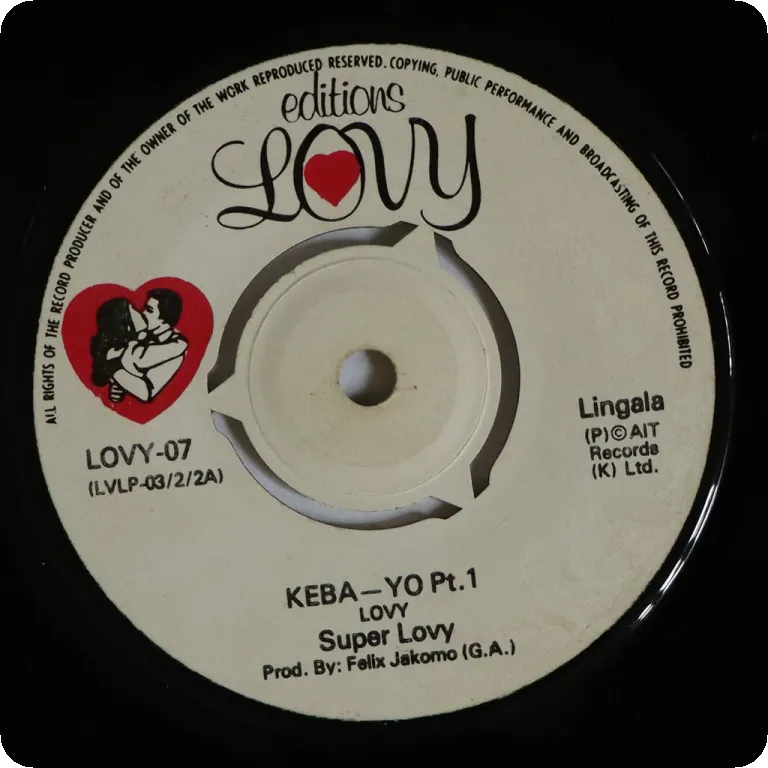 ALL RIGHTS OF THE RECORD PRODUCER AND OF THE OWNER OF THE WORK REPRODUCED RESERVED. COPYING, PUBLIC PERFORMANCE AND BROADCASTING OF THIS RECORD PROHIBITED
editions
LOVY
LOVY-07
(LVLP-03/2/2A)
Lingala
(P)©AIT
Records
(K) Ltd.
KEBA—YO Pt.1
LOVY
Super Lovy
Prod. By: Felix Jakomo (G.A.)